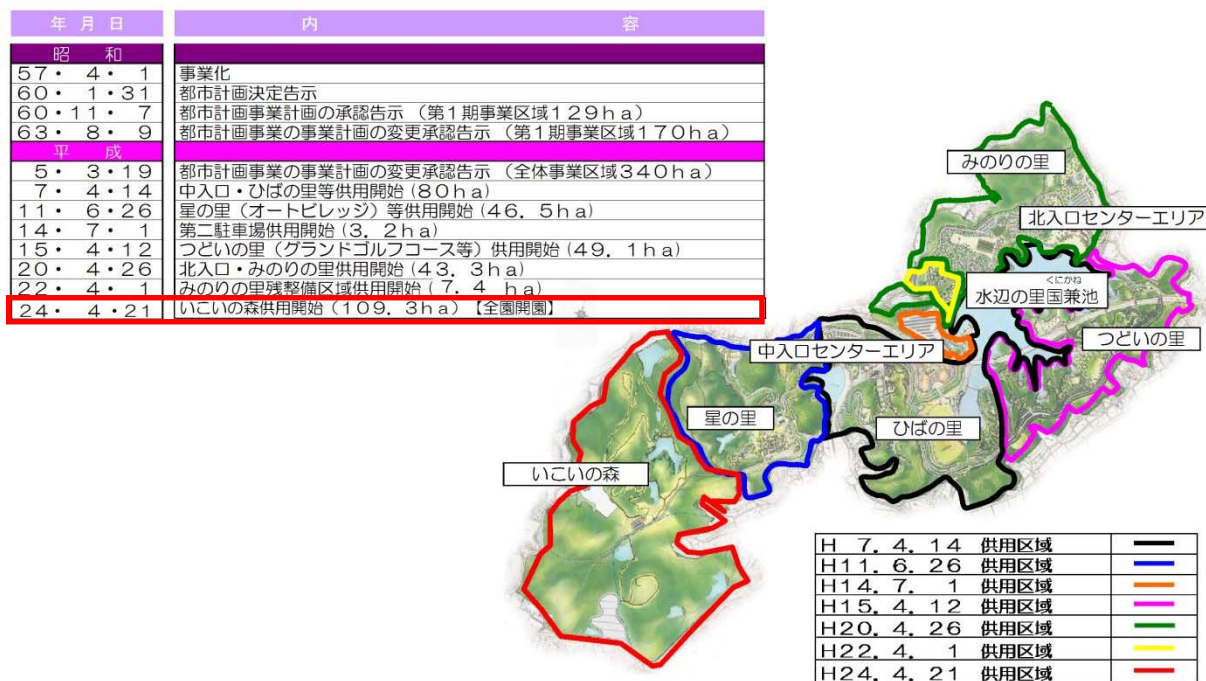 年 月 日 内 容
昭 和
57・ 4・ 1 事業化
60・ 1・31 都市計画決定告示
60・11・ 7 都市計画事業計画の承認告示 (第1期事業区域129ha)
63・ 8・ 9 都市計画事業の事業計画の変更承認告示 (第1期事業区域170ha)
平 成
5・ 3・19 都市計画事業の事業計画の変更承認告示 (全体事業区域340ha)
7・ 4・14 中入口・ひばの里等供用開始(80ha)
11・ 6・26 星の里(オートビレッジ)等供用開始(46.5ha)
14・ 7・ 1 第二駐車場供用開始(3.2ha)
15・ 4・12 つどいの里(グランドゴルフコース等)供用開始(49.1ha)
20・ 4・26 北入口・みのりの里供用開始(43.3ha)
22・ 4・ 1 みのりの里残整備区域供用開始(7.4 ha)
24・ 4・21 いこいの森供用開始(109.3ha)【全園開園】
みのりの里
北入口センターエリア
くにかね
水辺の里国兼池
つどいの里
中入口センターエリア
星の里
ひばの里
いこいの森
H 7.4.14 供用区域
H11.6.26 供用区域
H14.7. 1 供用区域
H15.4.12 供用区域
H20.4.26 供用区域
H22.4. 1 供用区域
H24.4.21 供用区域